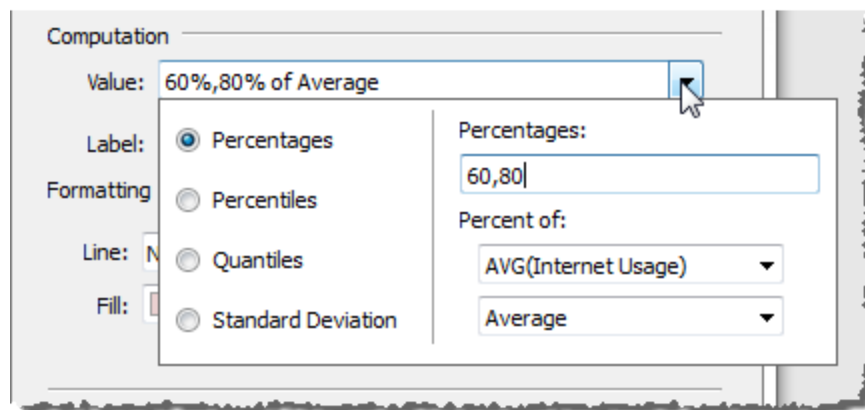 Computation
Value: 60%,80% of Average
Label:
Percentages
Percentages:
60,80
Formatting
Percentiles
Percent of:
Line: N
Quantiles
AVG(Internet Usage)
Fill:
Standard Deviation
Average